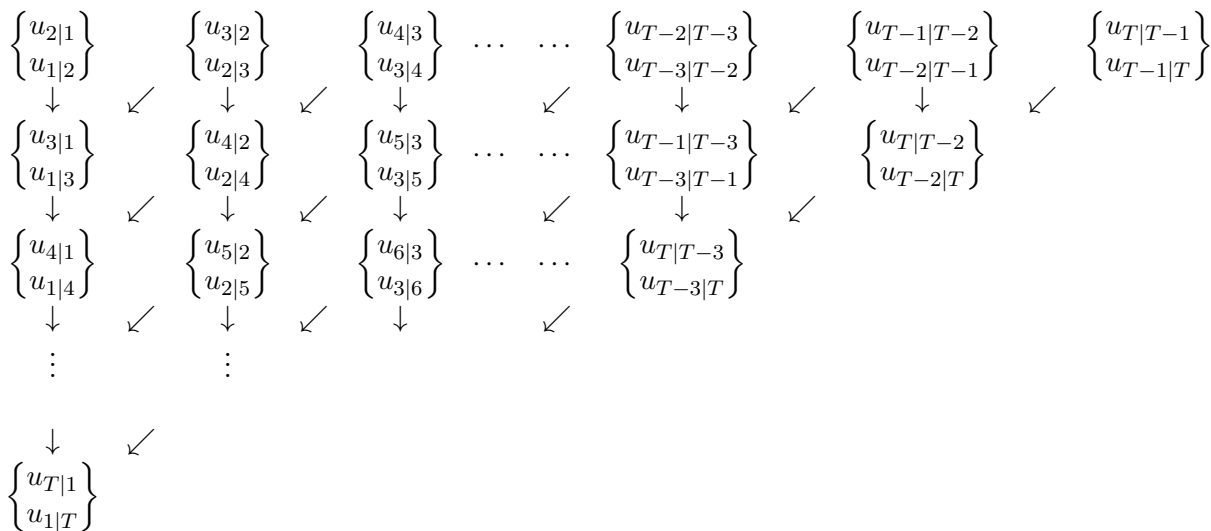 {u_{2|1} {u_{3|2} {u_{4|3} ⋯ ⋯ {u_{T−2|T−3} {u_{T−1|T−2} {u_{T|T−1}
u_{1|2}} u_{2|3}} u_{3|4}} u_{T−3|T−2}} u_{T−2|T−1}} u_{T−1|T}}
↓ ↙ ↓ ↙ ↓ ↙ ↓ ↙ ↓ ↙
{u_{3|1} {u_{4|2} {u_{5|3} ⋯ ⋯ {u_{T−1|T−3} {u_{T|T−2}
u_{1|3}} u_{2|4}} u_{3|5}} u_{T−3|T−1}} u_{T−2|T}}
↓ ↙ ↓ ↙ ↓ ↙ ↓ ↙
{u_{4|1} {u_{5|2} {u_{6|3} ⋯ ⋯ {u_{T|T−3}
u_{1|4}} u_{2|5}} u_{3|6}} u_{T−3|T}}
↓ ↙ ↓ ↙ ↓ ↙
⋮ ⋮
↓ ↙
{u_{T|1}
u_{1|T}}